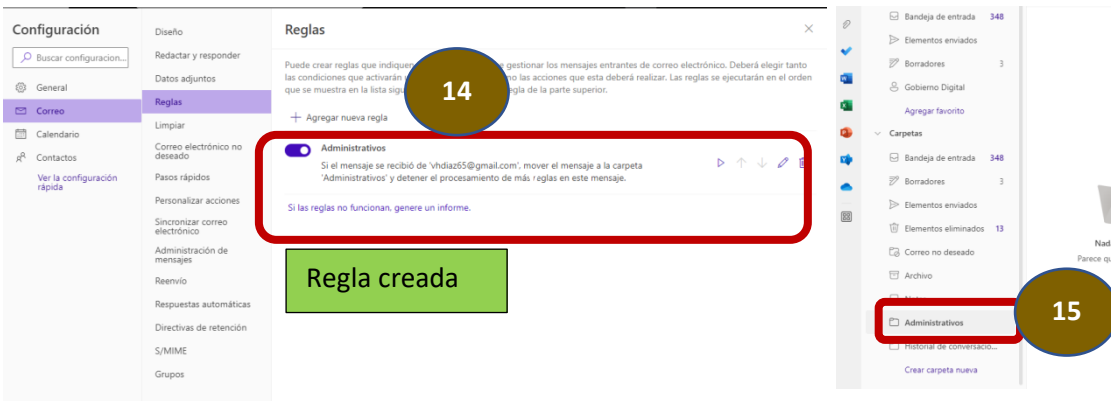 Configuración
Buscar configuracion...
General
Correo
Calendario
Contactos
Ver la configuración
rápida
Diseño
Redactar y responder
Datos adjuntos
Reglas
Limpiar
Correo electrónico no
deseado
Pasos rápidos
Personalizar acciones
Sincronizar correo
electrónico
Administración de
mensajes
Reenvío
Respuestas automáticas
Directivas de retención
S/MIME
Grupos
Reglas
Puede crear reglas que indiquen gestionar los mensajes entrantes de correo electrónico. Deberá elegir tanto
las condiciones que activarán las acciones que esta deberá realizar. Las reglas se ejecutarán en el orden
que se muestra en la lista de la parte superior.
14
Agregar nueva regla
Administrativos
Si el mensaje se recibió de 'vhdiaz65@gmail.com', mover el mensaje a la carpeta
'Administrativos' y detener el procesamiento de más reglas en este mensaje.
Si las reglas no funcionan, genere un informe.
Regla creada
Bandeja de entrada 348
Elementos enviados
Borradores 3
Gobierno Digital
Agregar favorito
Carpetas
Bandeja de entrada 348
Borradores 3
Elementos enviados
Elementos eliminados 13
Correo no deseado
Archivo
Administrativos
Historial de conversacio...
Crear carpeta nueva
15
Parece